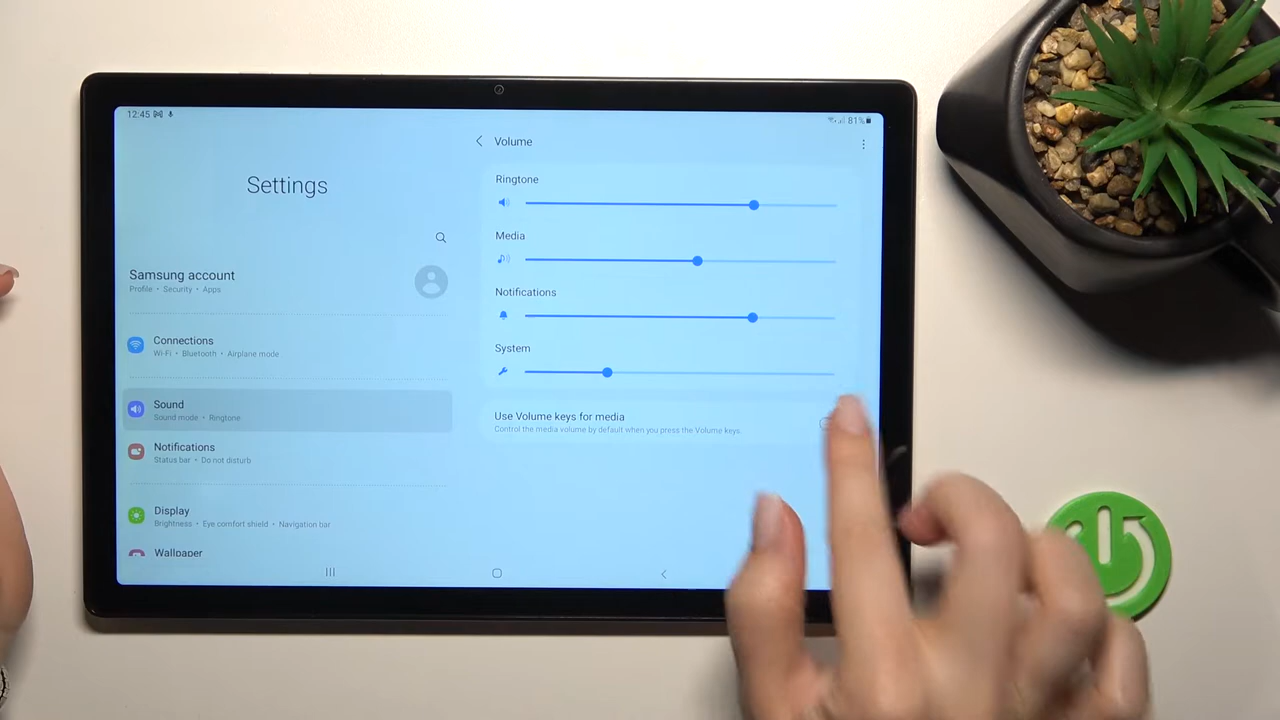 12:45
81%
Settings
Samsung account
Profile • Security • Apps
Connections
Wi-Fi • Bluetooth • Airplane mode
Sound
Sound mode • Ringtone
Notifications
Status bar • Do not disturb
Display
Brightness • Eye comfort shield • Navigation bar
Wallpaper
Volume
Ringtone
Media
Notifications
System
Use Volume keys for media
Control the media volume by default when you press the Volume keys.